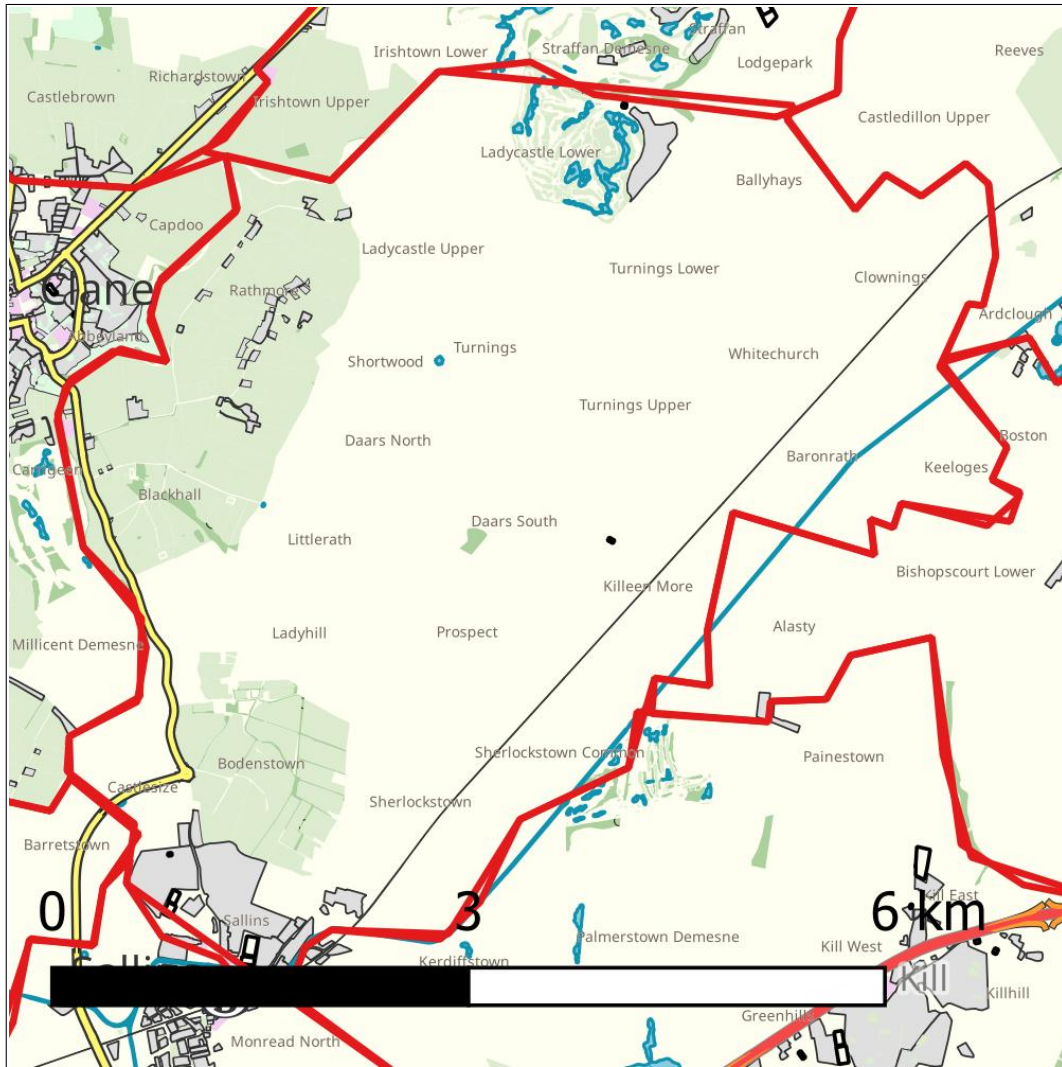 Straffan
Irishtown Lower
Straffan Demesne
Reeves
Lodgepark
Richardstown
Castlebrown
Irishtown Upper
Castledillon Upper
Ladycastle Lower
Ballyhays
Capdoo
Ladycastle Upper
Turnings Lower
Clownings
Clane
Rathmore
Ardclough
Abbeyland
Turnings
Whitechurch
Shortwood
Turnings Upper
Daars North
Boston
Baronrath
Carrigeen
Keeloges
Blackhall
Daars South
Littlerath
Bishopscourt Lower
Killeen More
Alasty
Ladyhill
Prospect
Millicent Demesne
Sherlockstown Common
Painestown
Bodenstown
Castlesize
Sherlockstown
Barretstown
Kill East
0 3 6 km
Sallins
Palmerstown Demesne
Kill West
Kerdiffstown
Sallins
Kill
Killhill
Greenhills
Monread North